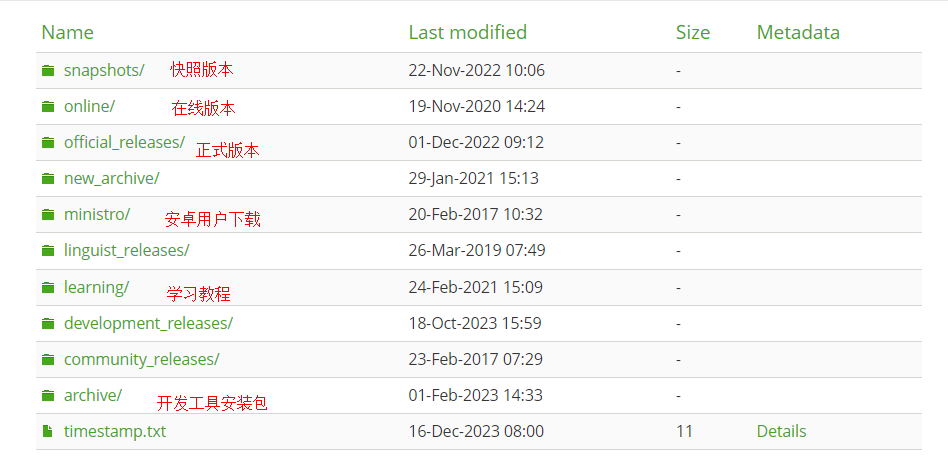 Name Last modified Size Metadata
snapshots/ 快照版本 22-Nov-2022 10:06 -
online/ 在线版本 19-Nov-2020 14:24 -
official_releases/ 正式版本 01-Dec-2022 09:12 -
new_archive/ 29-Jan-2021 15:13 -
ministro/ 安卓用户下载 20-Feb-2017 10:32 -
linguist_releases/ 26-Mar-2019 07:49 -
learning/ 学习教程 24-Feb-2021 15:09 -
development_releases/ 18-Oct-2023 15:59 -
community_releases/ 23-Feb-2017 07:29 -
archive/ 开发工具安装包 01-Feb-2023 14:33 -
timestamp.txt 16-Dec-2023 08:00 11 Details